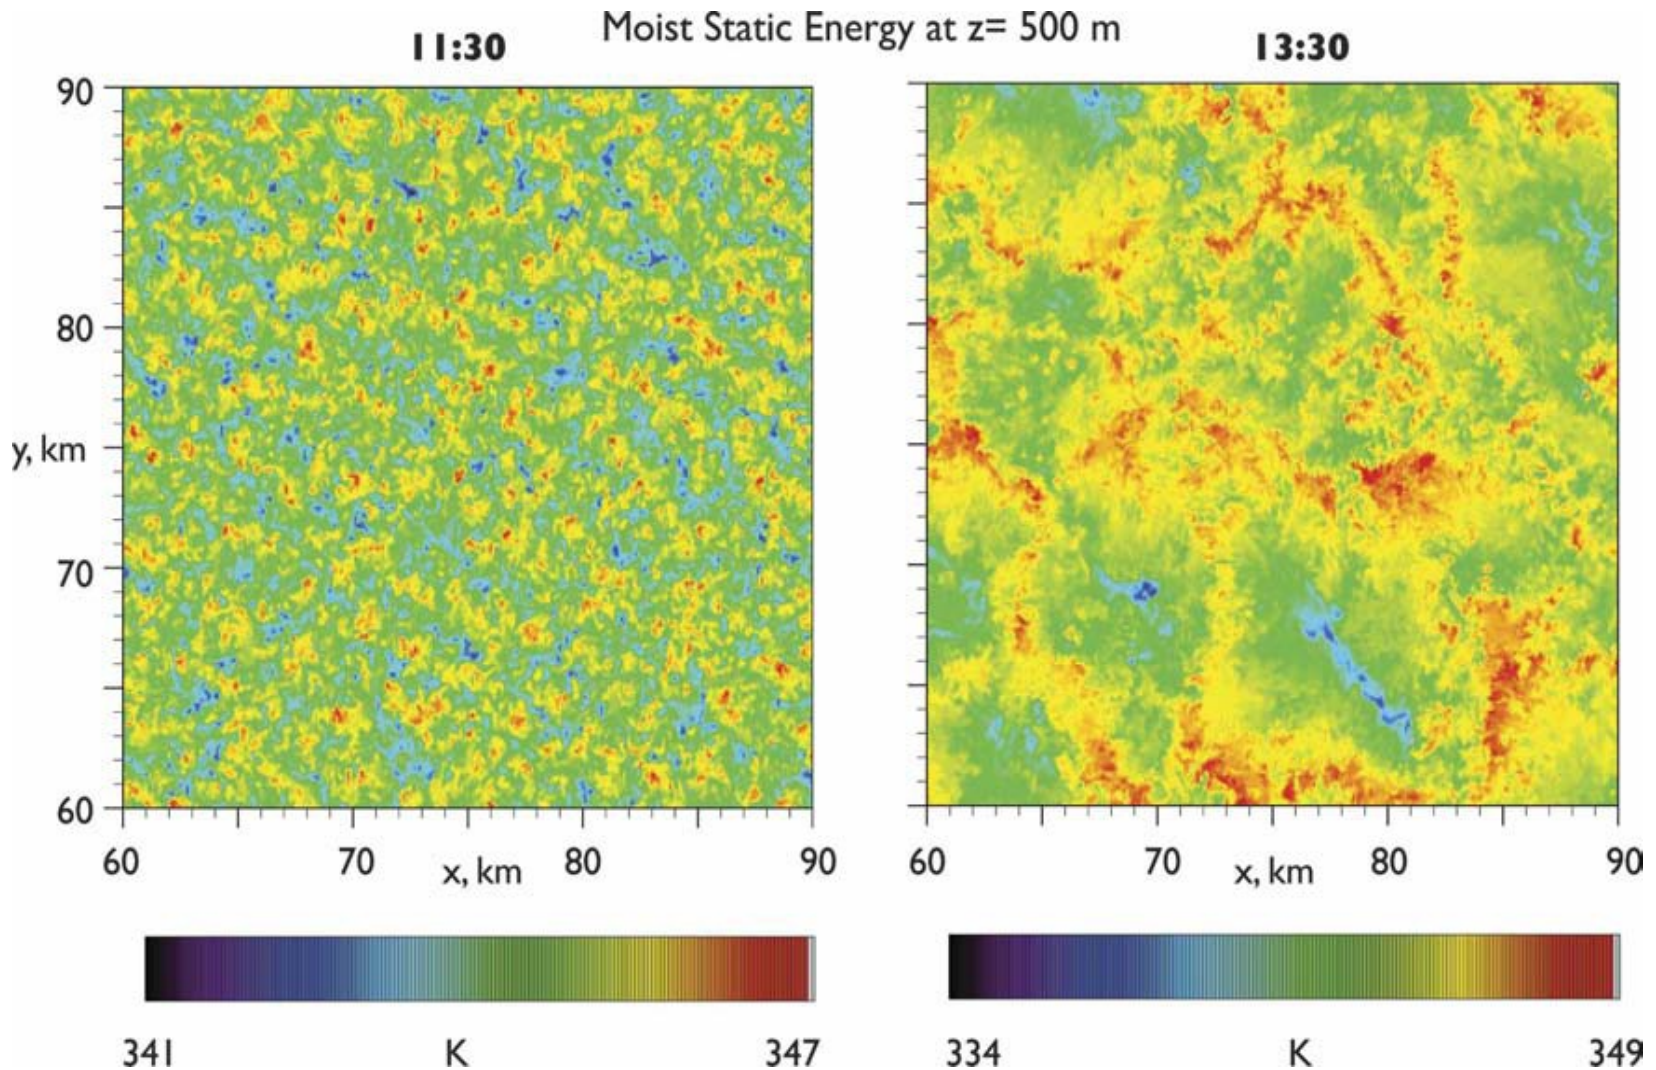 Moist Static Energy at z= 500 m
11:30
13:30
90
80
y, km
70
60
60 70 80 90
x, km
60 70 80 90
x, km
341 K 347
334 K 349